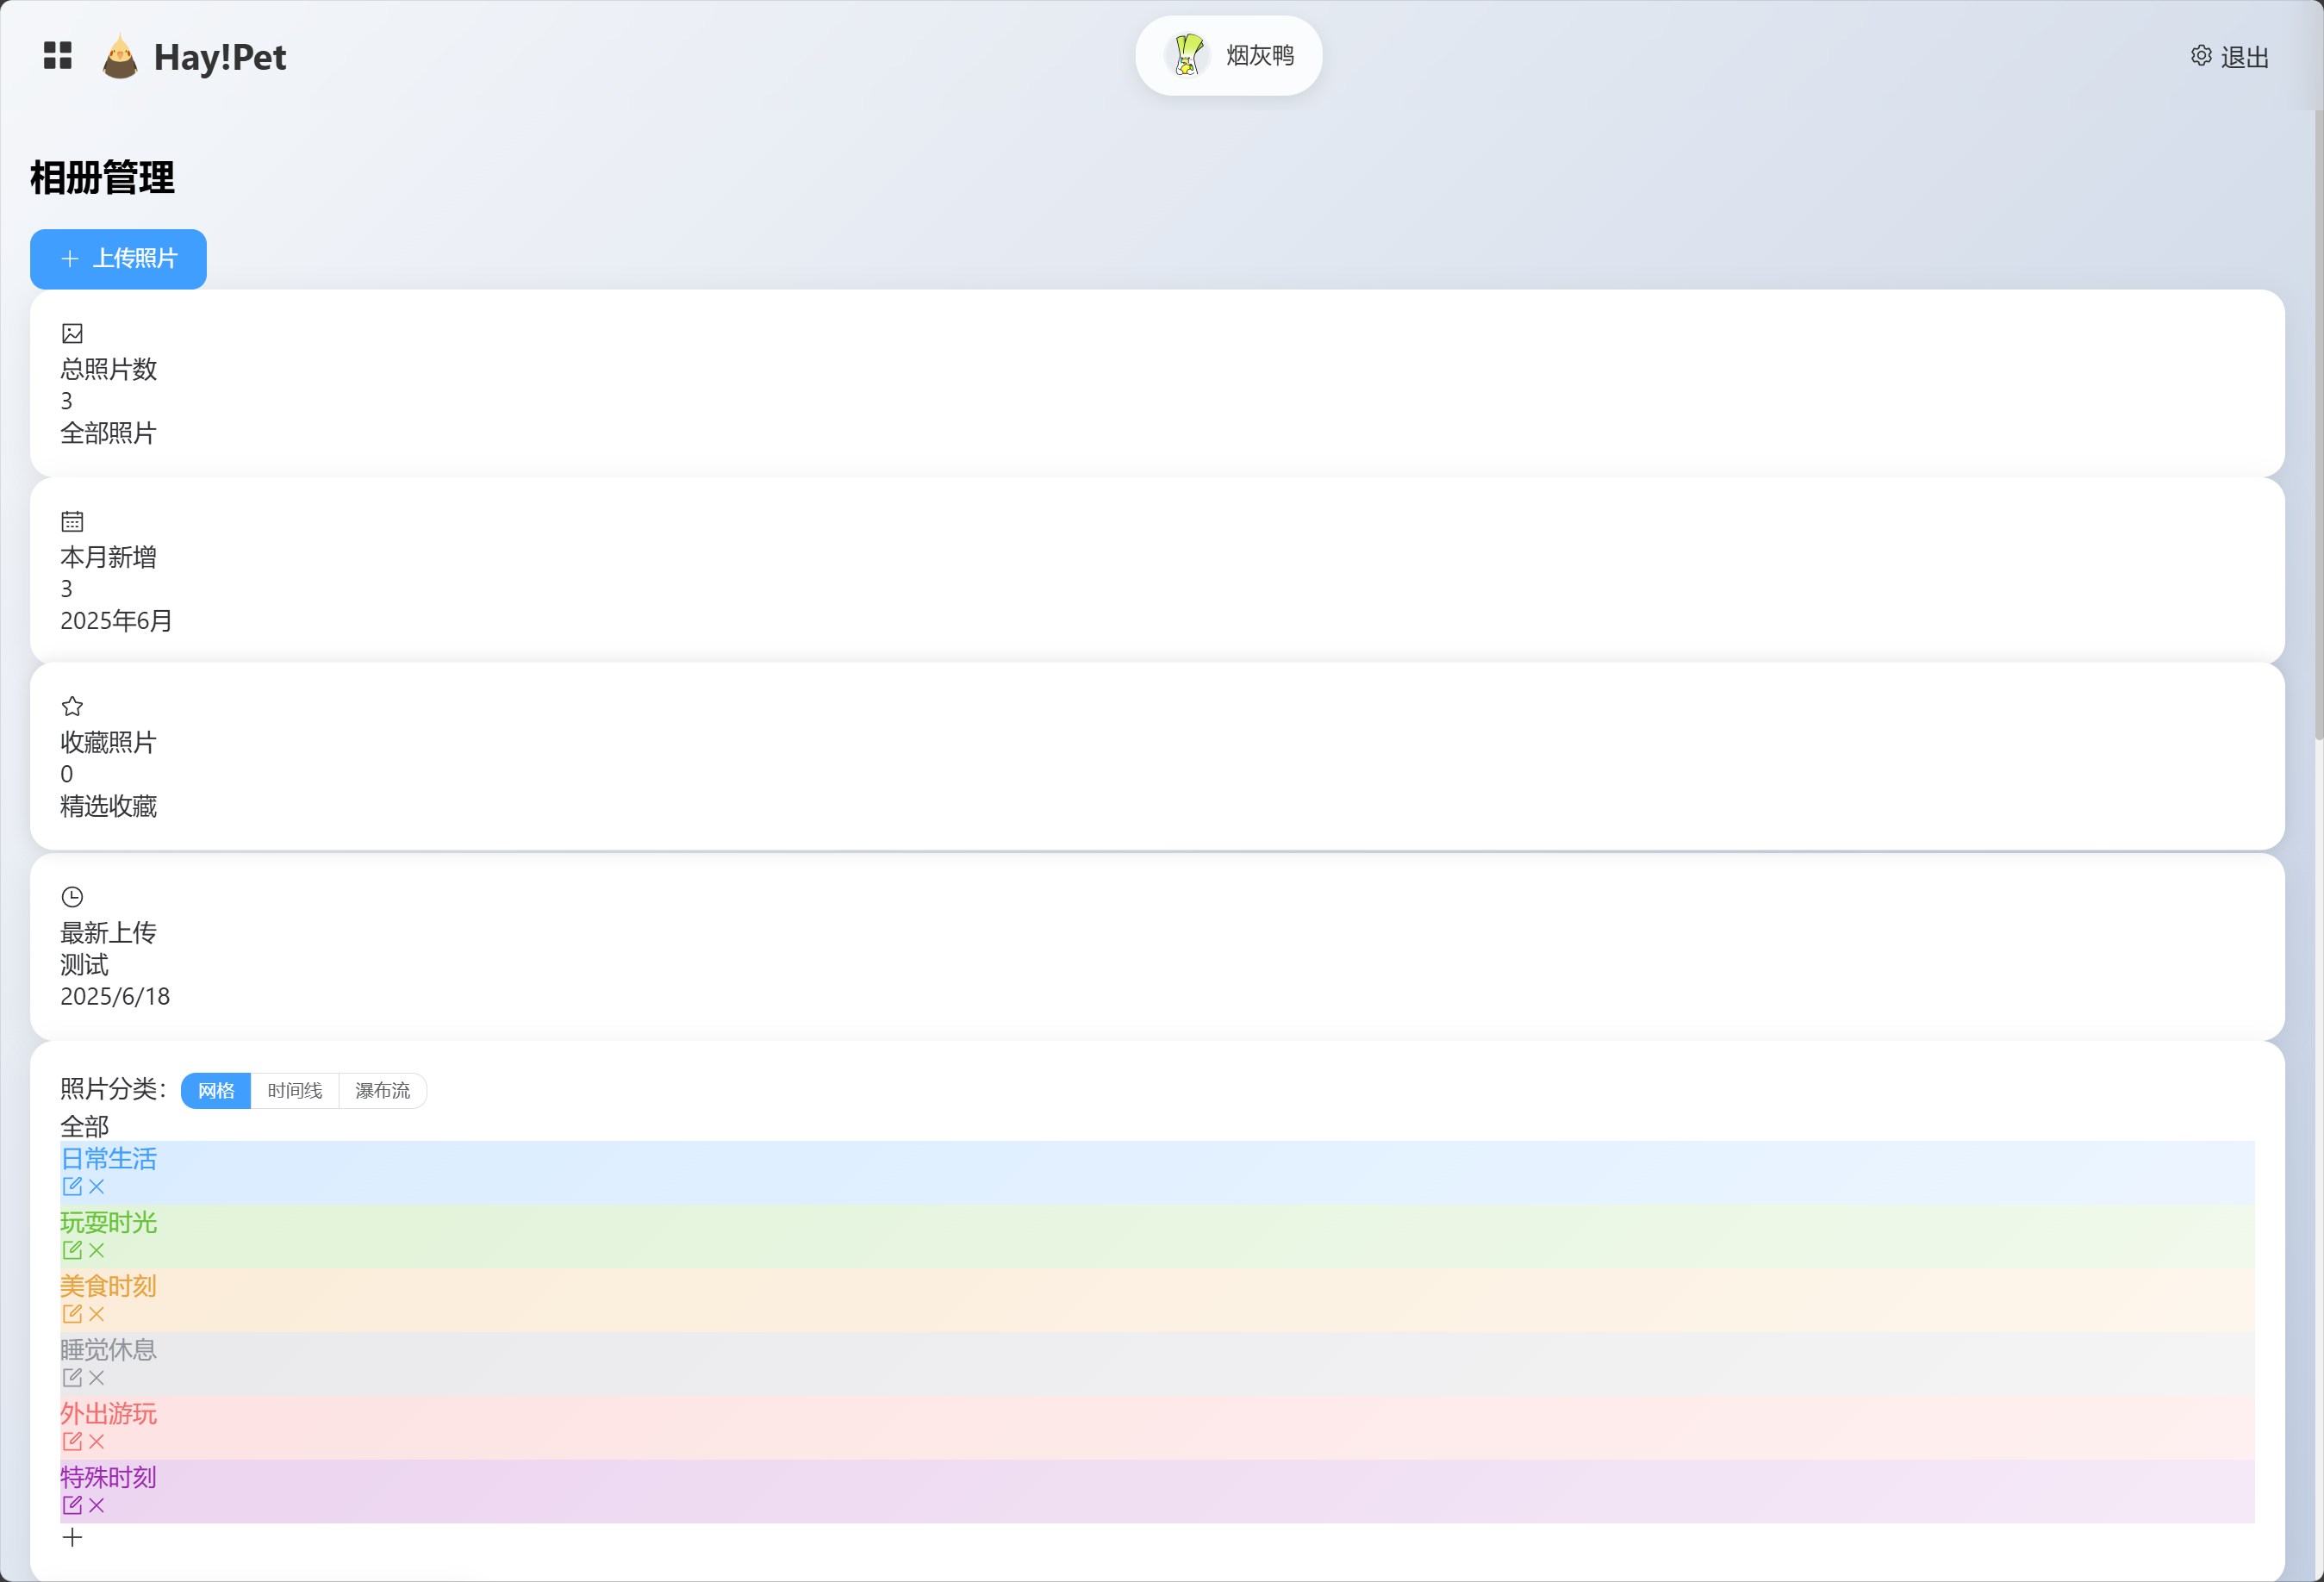 Hay!Pet
烟灰鸭
退出
相册管理
上传照片
总照片数
3
全部照片
本月新增
3
2025年6月
收藏照片
0
精选收藏
最新上传
测试
2025/6/18
照片分类： 网格 时间线 瀑布流
全部
日常生活
玩耍时光
美食时刻
睡觉休息
外出游玩
特殊时刻